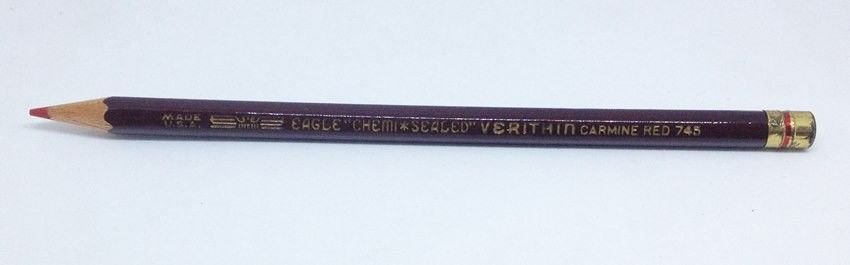 MADE
U.S.A.
EAGLE "CHEMI*SEALED" VERITHIN CARMINE RED 745